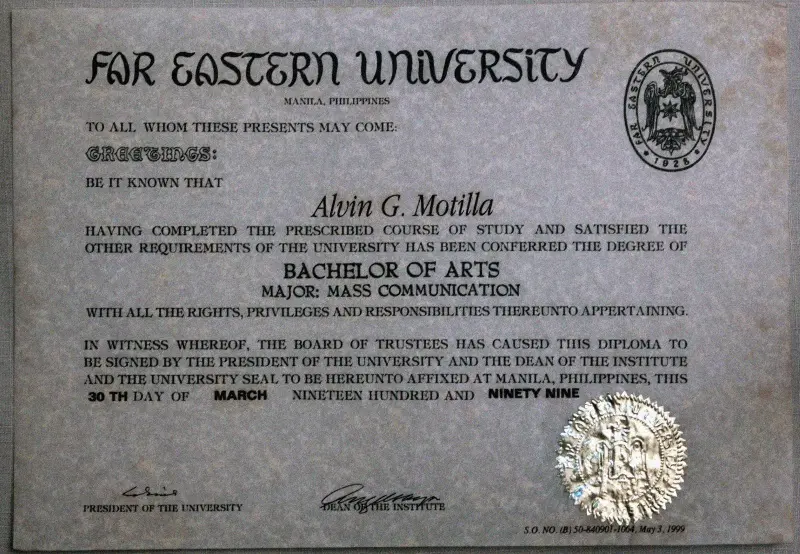 FAR EASTERN UNIVERSITY
MANILA, PHILIPPINES
FAR EASTERN UNIVERSITY
1928
TO ALL WHOM THESE PRESENTS MAY COME:
GREETINGS:
BE IT KNOWN THAT
Alvin G. Motilla
HAVING COMPLETED THE PRESCRIBED COURSE OF STUDY AND SATISFIED THE
OTHER REQUIREMENTS OF THE UNIVERSITY HAS BEEN CONFERRED THE DEGREE OF
BACHELOR OF ARTS
MAJOR: MASS COMMUNICATION
WITH ALL THE RIGHTS, PRIVILEGES AND RESPONSIBILITIES THEREUNTO APPERTAINING.
IN WITNESS WHEREOF, THE BOARD OF TRUSTEES HAS CAUSED THIS DIPLOMA TO
BE SIGNED BY THE PRESIDENT OF THE UNIVERSITY AND THE DEAN OF THE INSTITUTE
AND THE UNIVERSITY SEAL TO BE HEREUNTO AFFIXED AT MANILA, PHILIPPINES, THIS
30 TH DAY OF MARCH NINETEEN HUNDRED AND NINETY NINE
PRESIDENT OF THE UNIVERSITY
DEAN OF THE INSTITUTE
S.O. NO. (B) 50-840901-1064, May 3, 1999